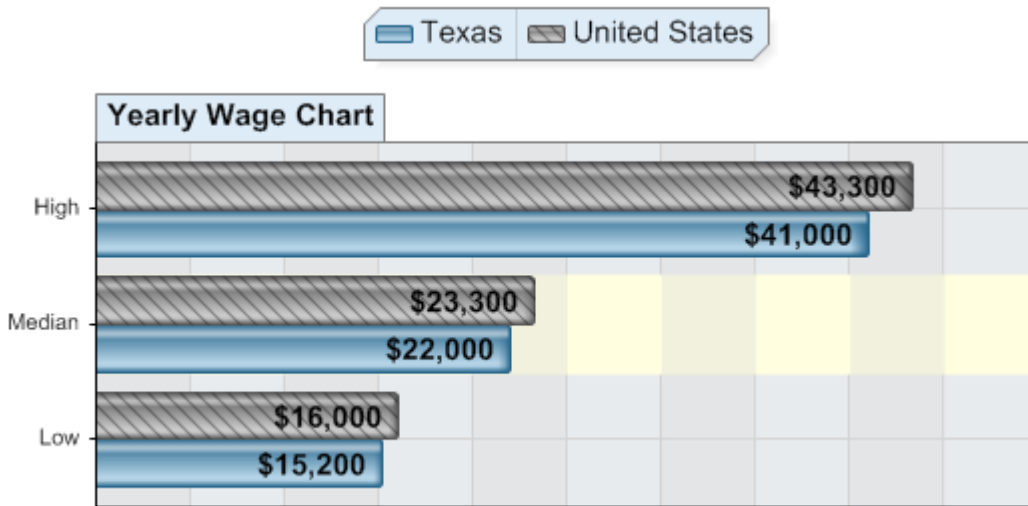 Texas United States
Yearly Wage Chart
$43,300
High
$41,000
$23,300
Median
$22,000
$16,000
Low
$15,200